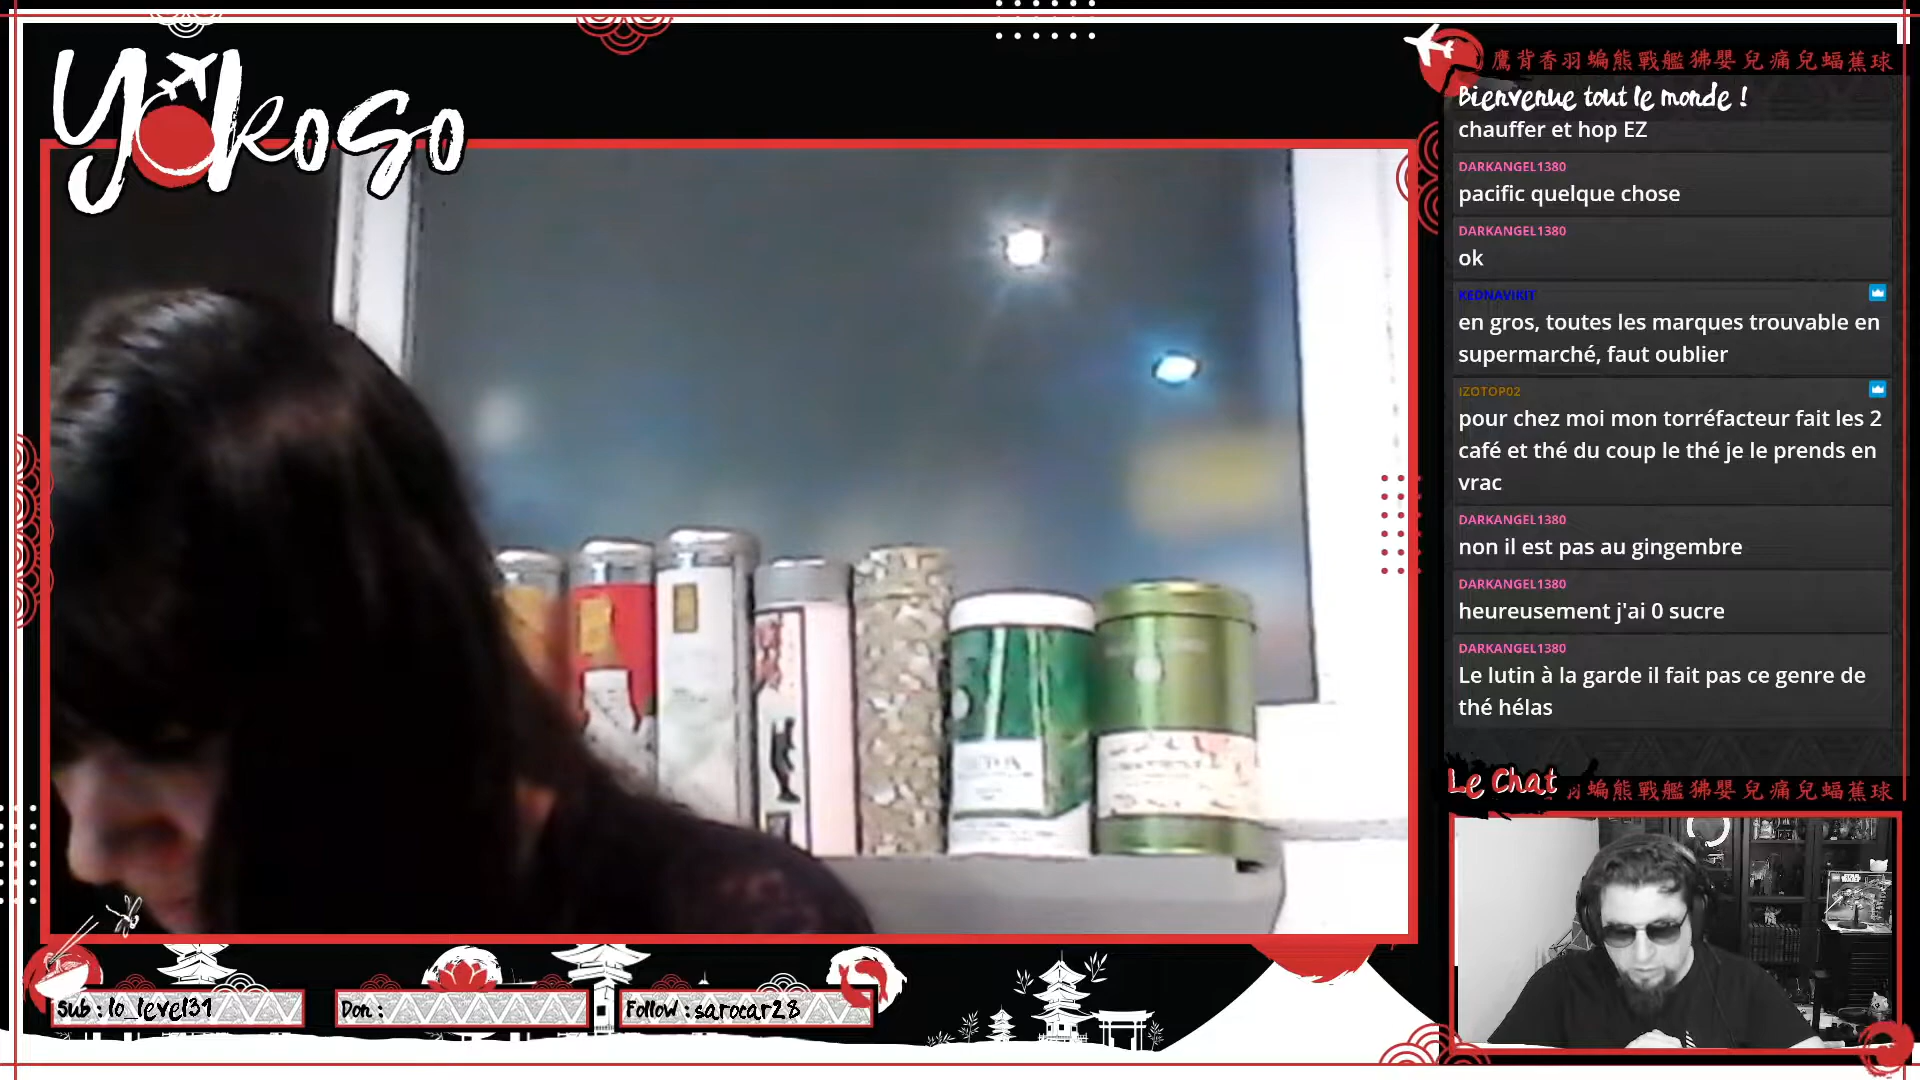 Yokoso
鷹背香羽蝙熊戰艦狒嬰兒痛兒蝠蕉球
Bienvenue tout le monde !
chauffer et hop EZ
DARKANGEL1380
pacific quelque chose
DARKANGEL1380
ok
KEDNAVIKIT
en gros, toutes les marques trouvable en
supermarché, faut oublier
IZOTOP02
pour chez moi mon torréfacteur fait les 2
café et thé du coup le thé je le prends en
vrac
DARKANGEL1380
non il est pas au gingembre
DARKANGEL1380
heureusement j'ai 0 sucre
DARKANGEL1380
Le lutin à la garde il fait pas ce genre de
thé hélas
Le Chat
蝙熊戰艦狒嬰兒痛兒蝠蕉球
Sub : lo_level31
Don :
Follow : sarocar28